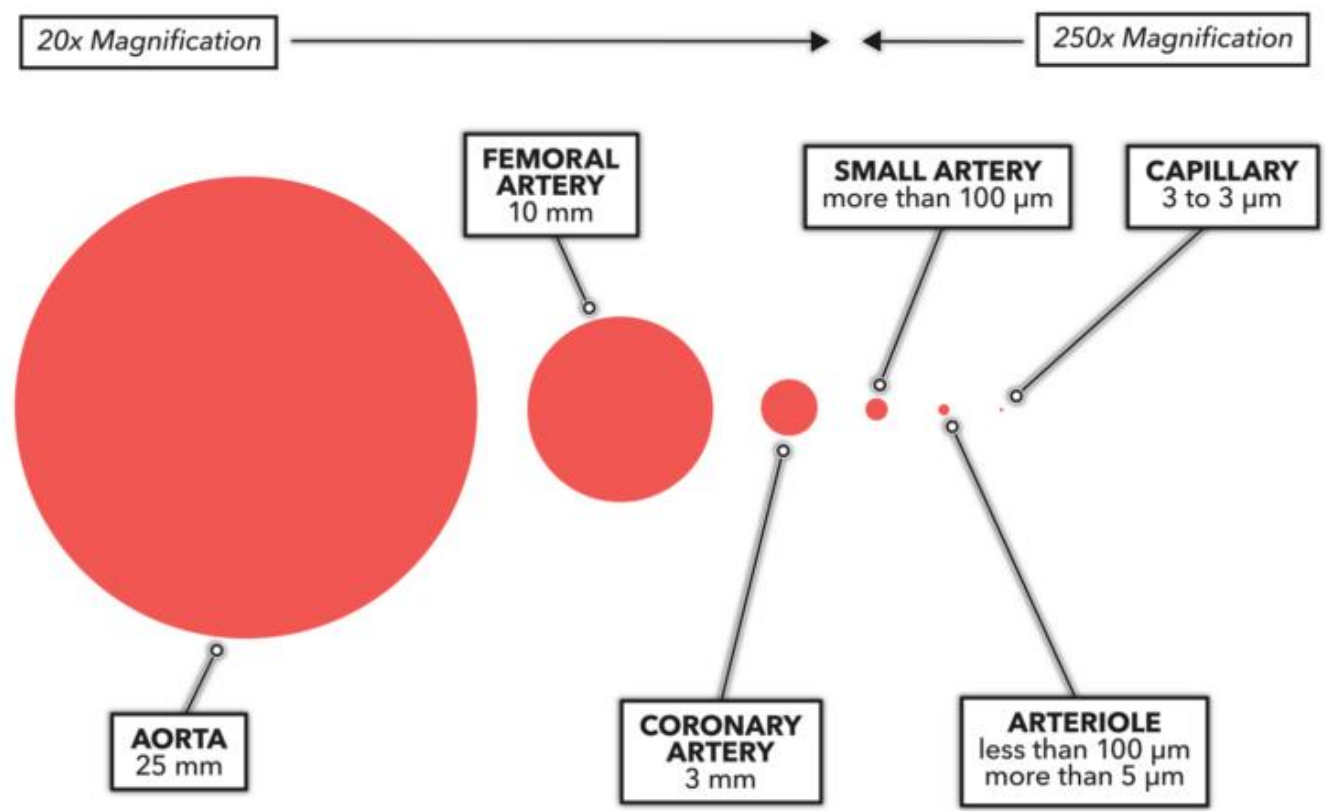 20x Magnification
250x Magnification
FEMORAL
ARTERY
10 mm
SMALL ARTERY
more than 100 µm
CAPILLARY
3 to 3 µm
AORTA
25 mm
CORONARY
ARTERY
3 mm
ARTERIOLE
less than 100 µm
more than 5 µm